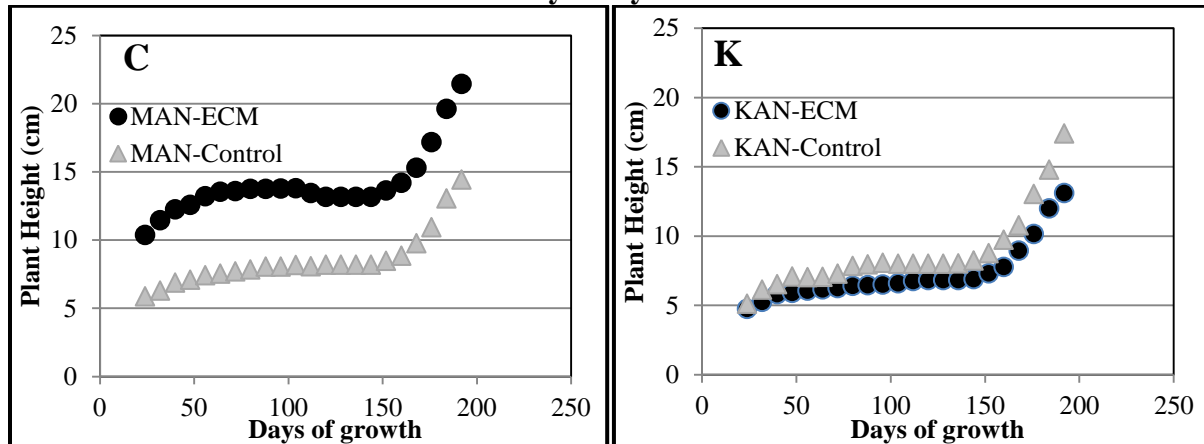 C
25
20
15
10
5
0
Plant Height (cm)
MAN-ECM
MAN-Control
0 50 100 150 200 250
Days of growth
K
25
20
15
10
5
0
Plant Height (cm)
KAN-ECM
KAN-Control
0 50 100 150 200 250
Days of growth